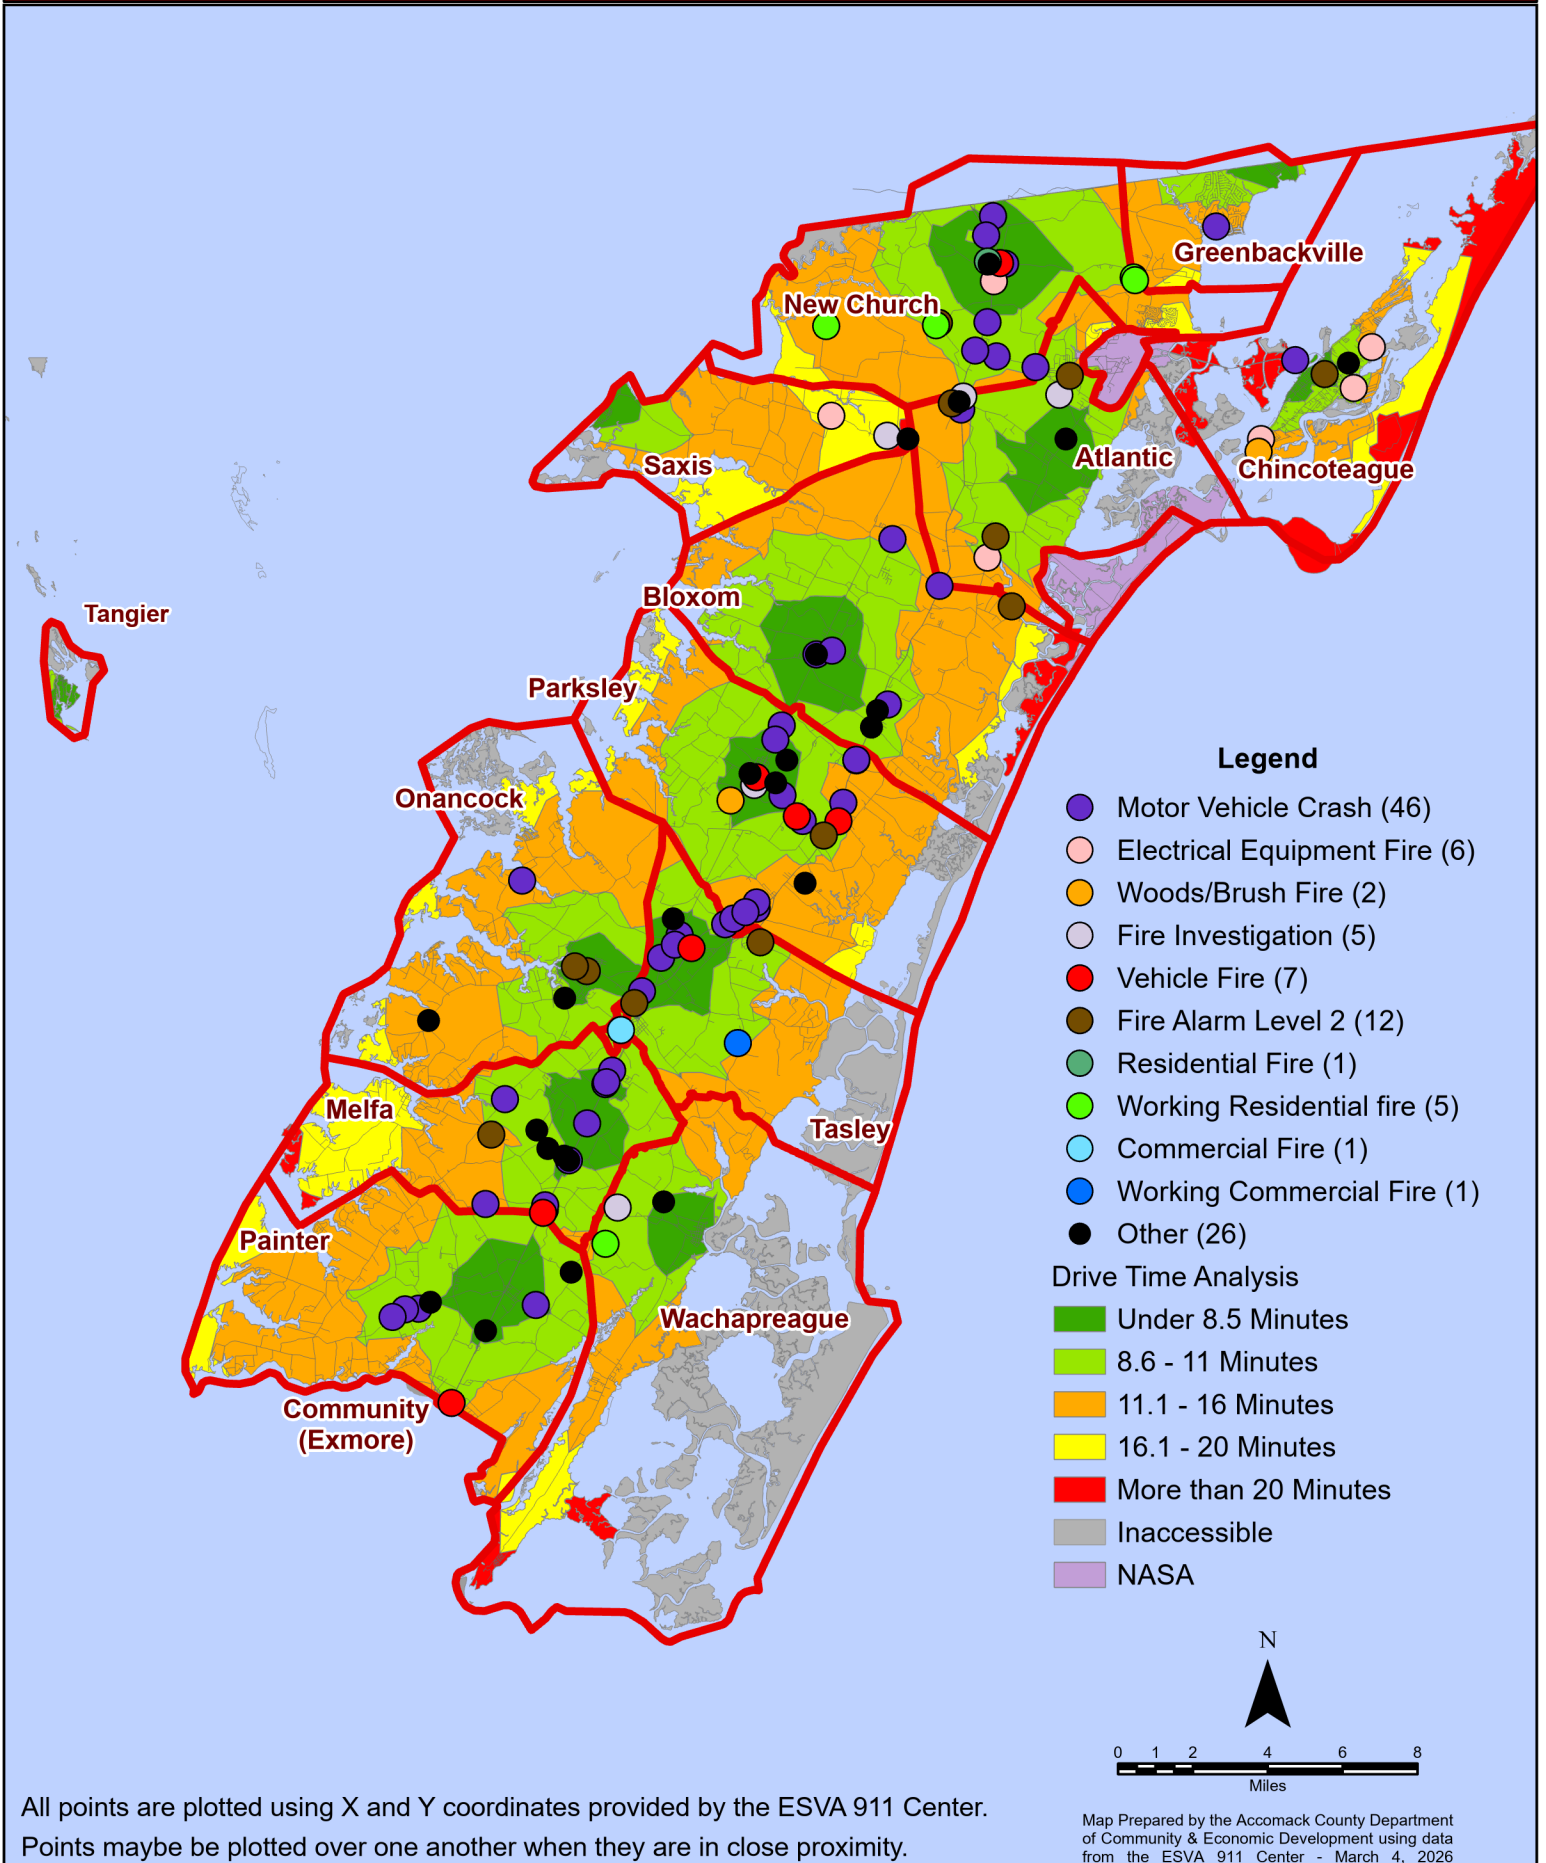 Greenbackville
New Church
Atlantic
Chincoteague
Saxis
Bloxom
Tangier
Parksley
Onancock
Melfa
Tasley
Painter
Wachapreague
Community
(Exmore)
Legend
Motor Vehicle Crash (46)
Electrical Equipment Fire (6)
Woods/Brush Fire (2)
Fire Investigation (5)
Vehicle Fire (7)
Fire Alarm Level 2 (12)
Residential Fire (1)
Working Residential fire (5)
Commercial Fire (1)
Working Commercial Fire (1)
Other (26)
Drive Time Analysis
Under 8.5 Minutes
8.6 - 11 Minutes
11.1 - 16 Minutes
16.1 - 20 Minutes
More than 20 Minutes
Inaccessible
NASA
N
0 1 2 4 6 8
Miles
All points are plotted using X and Y coordinates provided by the ESVA 911 Center.
Points maybe be plotted over one another when they are in close proximity.
Map Prepared by the Accomack County Department
of Community & Economic Development using data
from the ESVA 911 Center - March 4, 2026